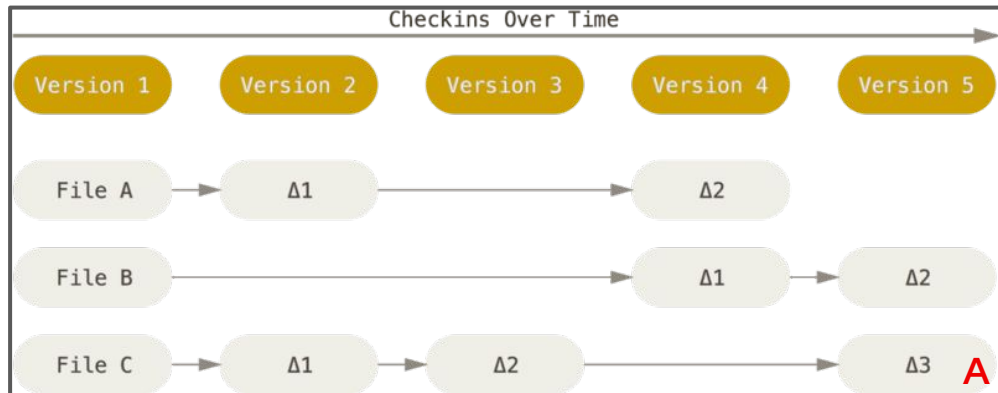 Checkins Over Time
Version 1 Version 2 Version 3 Version 4 Version 5
File A Δ1 Δ2
File B Δ1 Δ2
File C Δ1 Δ2 Δ3 A